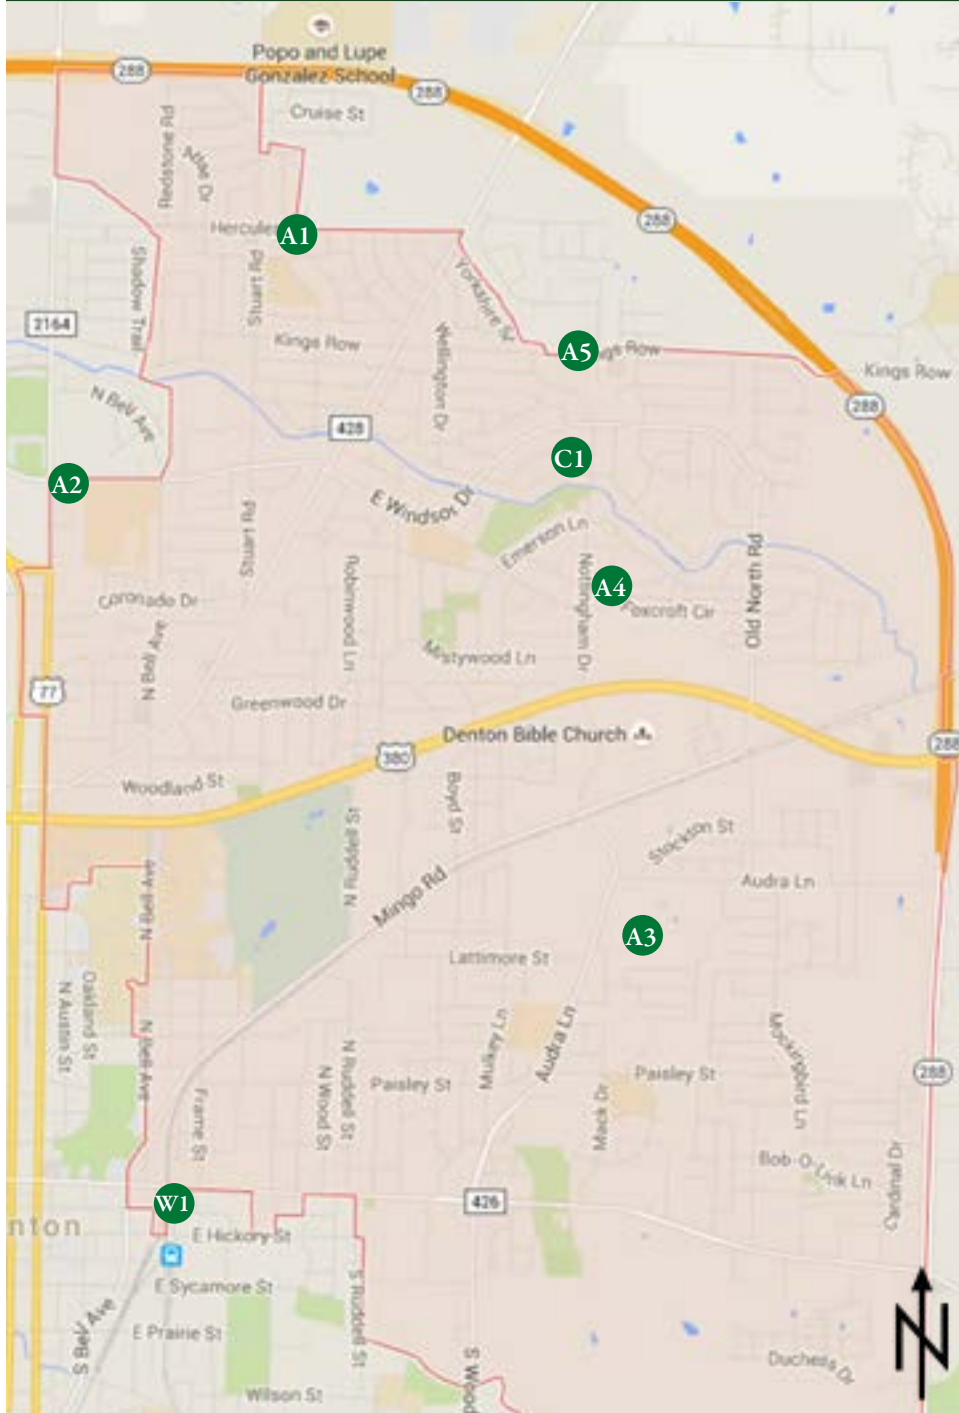 Popo and Lupe
Gonzalez School
288
288
Cruise St
Redstone Rd
Atlae Dr
288
Hercules
A1
Stuart Rd
Shadow Trail
Yorkshire St
2164
Kings Row
Wellington Dr
A5
ngs Row
Kings Row
N Bell Ave
288
428
C1
A2
E Windsor Dr
Stuart Rd
Emerson Ln
Old North Rd
Robinwood Ln
Nottingham Dr
A4
Foxcroft Cir
Coronado Dr
N Bell Ave
Mistywood Ln
77
Greenwood Dr
Denton Bible Church
288
380
Woodland St
Boyd St
N Ruddell St
Stockton St
Mingo Rd
Audra Ln
N Bell Ave
A3
Lattimore St
Oakland St
N Austin St
N Bell Ave
Mulkey Ln
Audra Ln
Mockingbird Ln
N Ruddell St
N Wood St
Paisley St
Paisley St
288
Frame St
Mack Dr
Bob-O-Link Ln
Cardinal Dr
W1
426
nton
E Hickory St
E Sycamore St
S Ruddell St
S Bell Ave
E Prairie St
S Wood
Duchess Dr
Wilson St
N